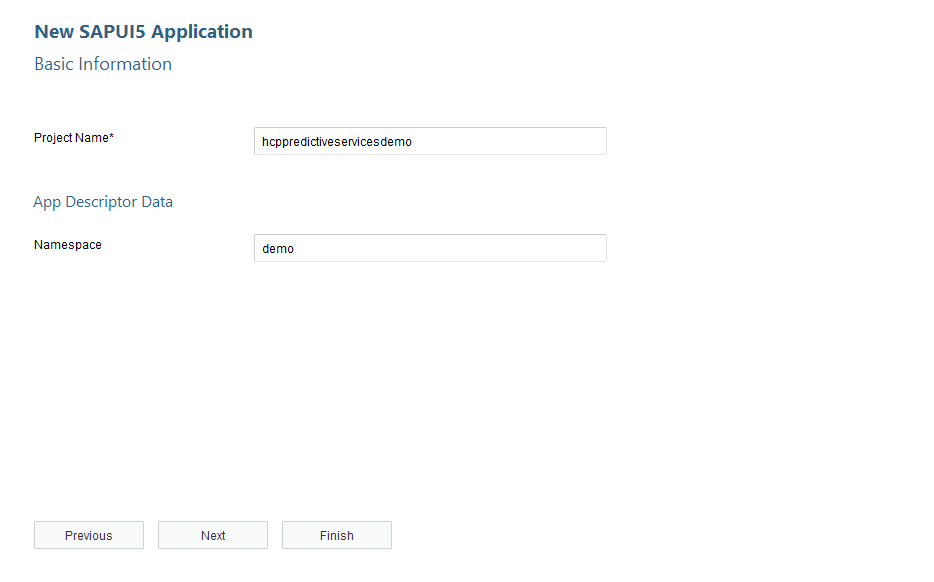 New SAPUI5 Application
Basic Information
Project Name*
hcppredictiveservicesdemo
App Descriptor Data
Namespace
demo
Previous
Next
Finish